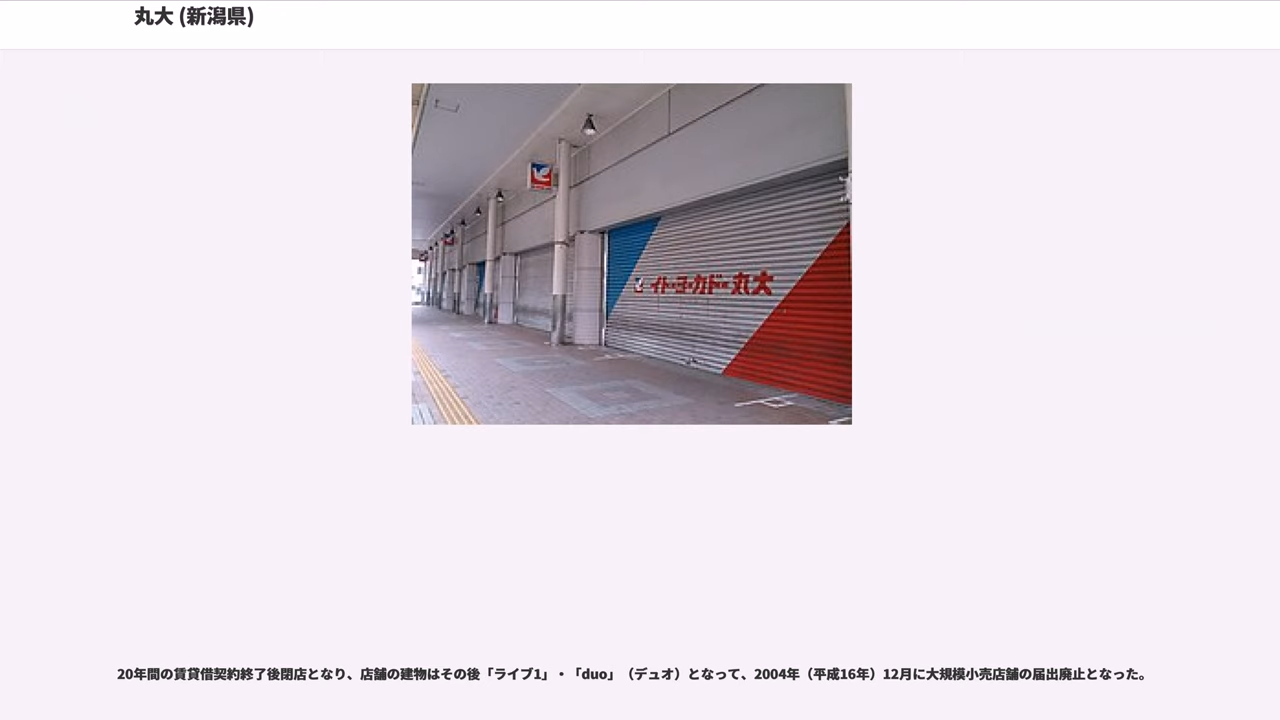 丸大 (新潟県)
イトーヨーカドー丸大
20年間の賃貸借契約終了後閉店となり、店舗の建物はその後「ライブ1」・「duo」（デュオ）となって、2004年（平成16年）12月に大規模小売店舗の届出廃止となった。